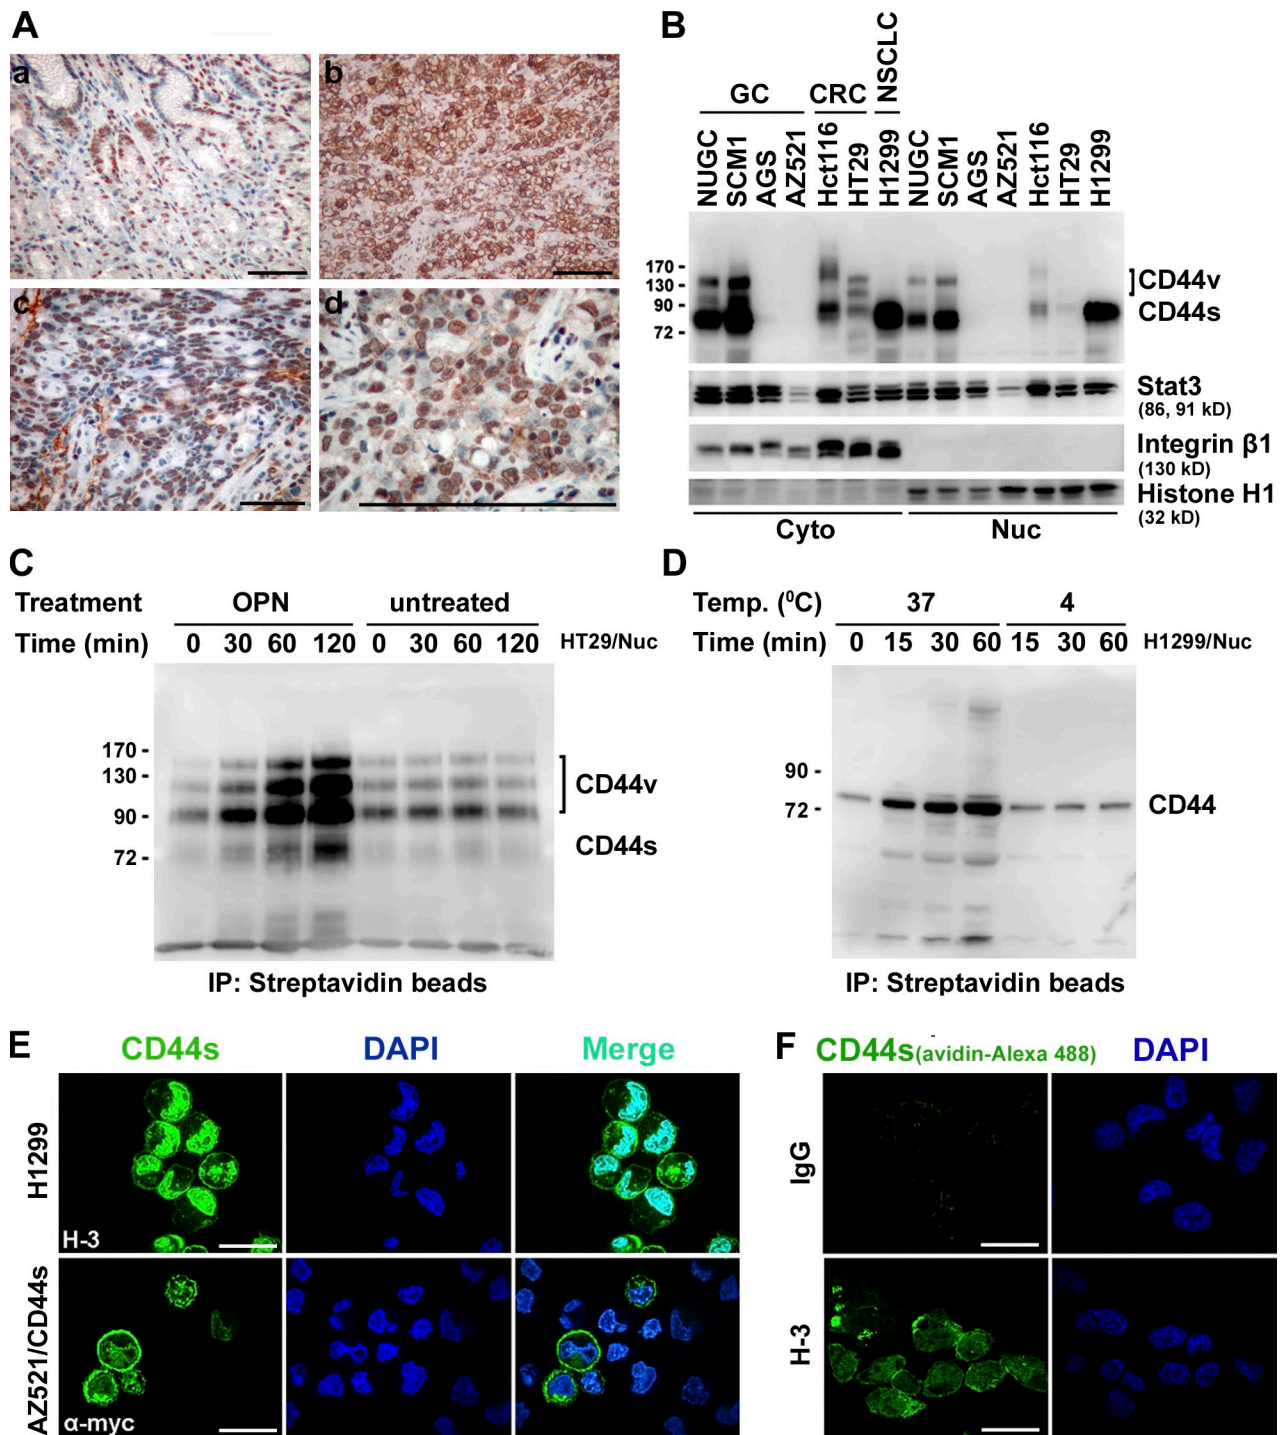 A
a
b
c
d
B
GC
CRC
NSCLC
NUGC
SCM1
AGS
AZ521
Hct116
HT29
H1299
NUGC
SCM1
AGS
AZ521
Hct116
HT29
H1299
170 -
130 -
90 -
72 -
CD44v
CD44s
Stat3
(86, 91 kD)
Integrin β1
(130 kD)
Histone H1
(32 kD)
Cyto
Nuc
C
Treatment OPN untreated
Time (min) 0 30 60 120 0 30 60 120 HT29/Nuc
170 -
130 -
90 -
72 -
CD44v
CD44s
IP: Streptavidin beads
D
Temp. (⁰C) 37 4
Time (min) 0 15 30 60 15 30 60 H1299/Nuc
90 -
72 -
CD44
IP: Streptavidin beads
E
CD44s DAPI Merge
H1299
H-3
AZ521/CD44s
α-myc
F
CD44s(avidin-Alexa 488) DAPI
IgG
H-3